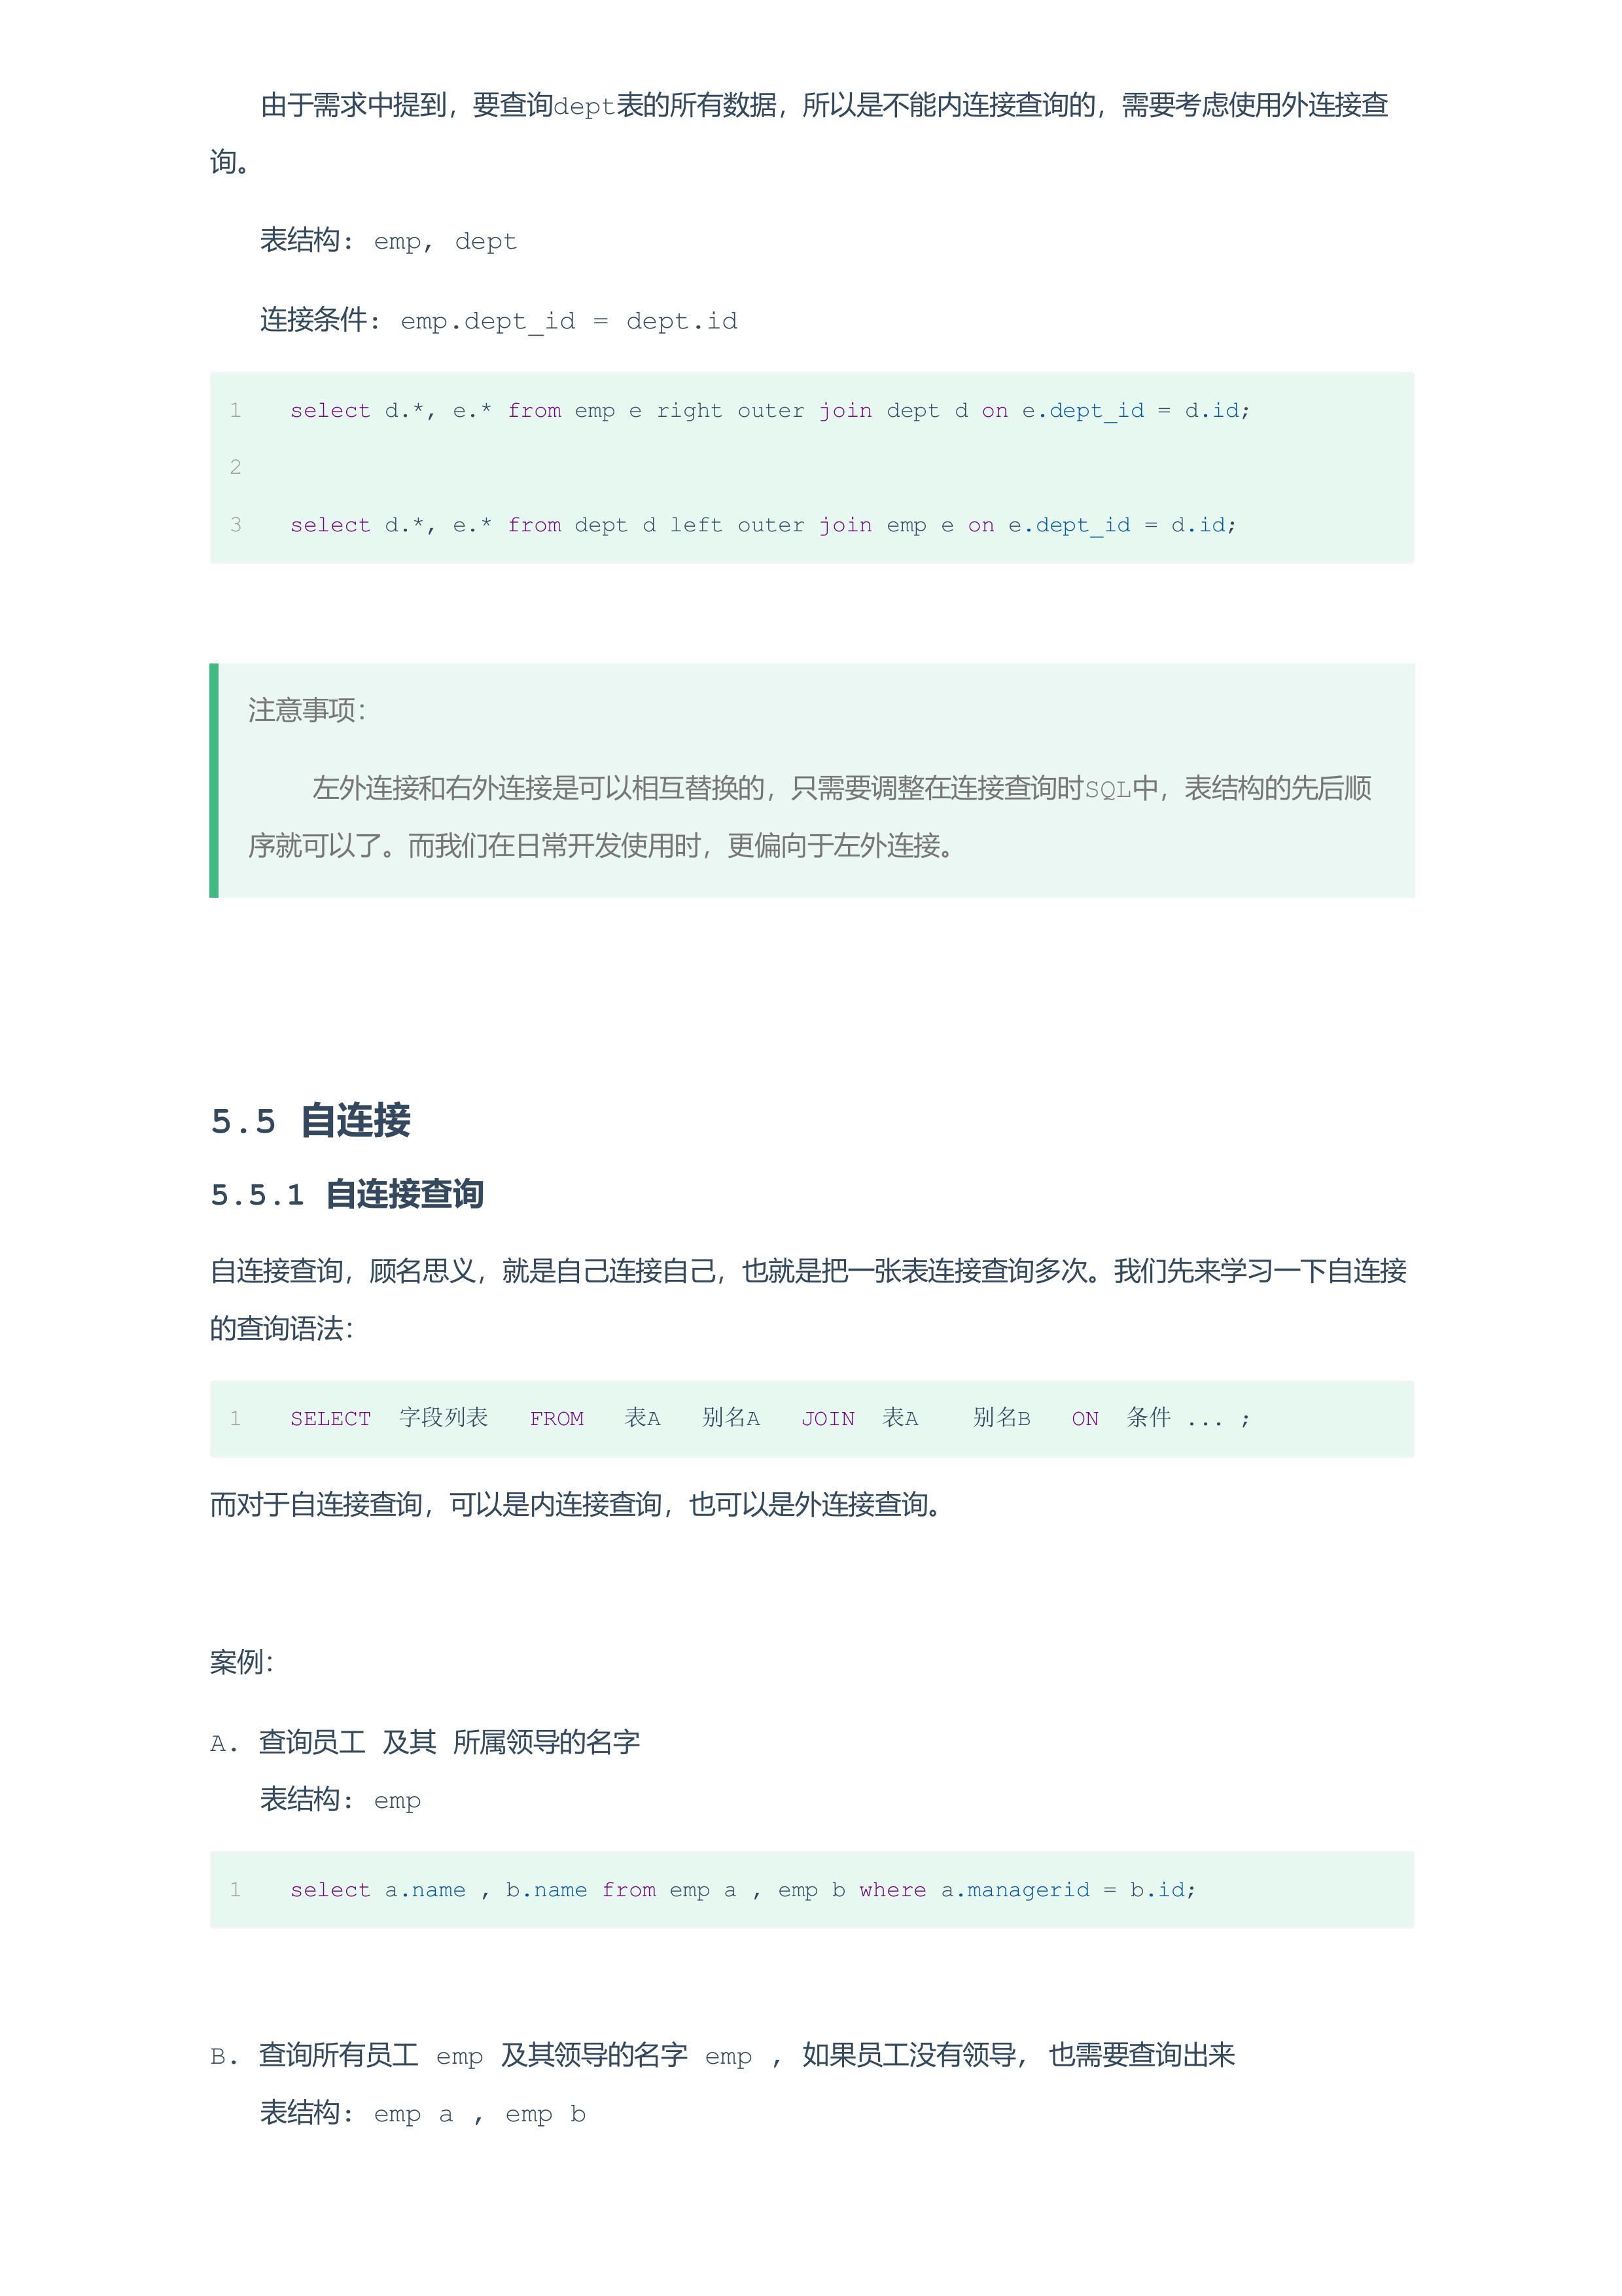 由于需求中提到，要查询dept表的所有数据，所以是不能内连接查询的，需要考虑使用外连接查
询。
表结构: emp, dept
连接条件: emp.dept_id = dept.id
1 select d.*, e.* from emp e right outer join dept d on e.dept_id = d.id;
2
3 select d.*, e.* from dept d left outer join emp e on e.dept_id = d.id;
注意事项：
左外连接和右外连接是可以相互替换的，只需要调整在连接查询时SQL中，表结构的先后顺
序就可以了。而我们在日常开发使用时，更偏向于左外连接。
5.5 自连接
5.5.1 自连接查询
自连接查询，顾名思义，就是自己连接自己，也就是把一张表连接查询多次。我们先来学习一下自连接
的查询语法：
1 SELECT 字段列表 FROM 表A 别名A JOIN 表A 别名B ON 条件 ... ;
而对于自连接查询，可以是内连接查询，也可以是外连接查询。
案例：
A. 查询员工 及其 所属领导的名字
表结构: emp
1 select a.name , b.name from emp a , emp b where a.managerid = b.id;
B. 查询所有员工 emp 及其领导的名字 emp , 如果员工没有领导, 也需要查询出来
表结构: emp a , emp b